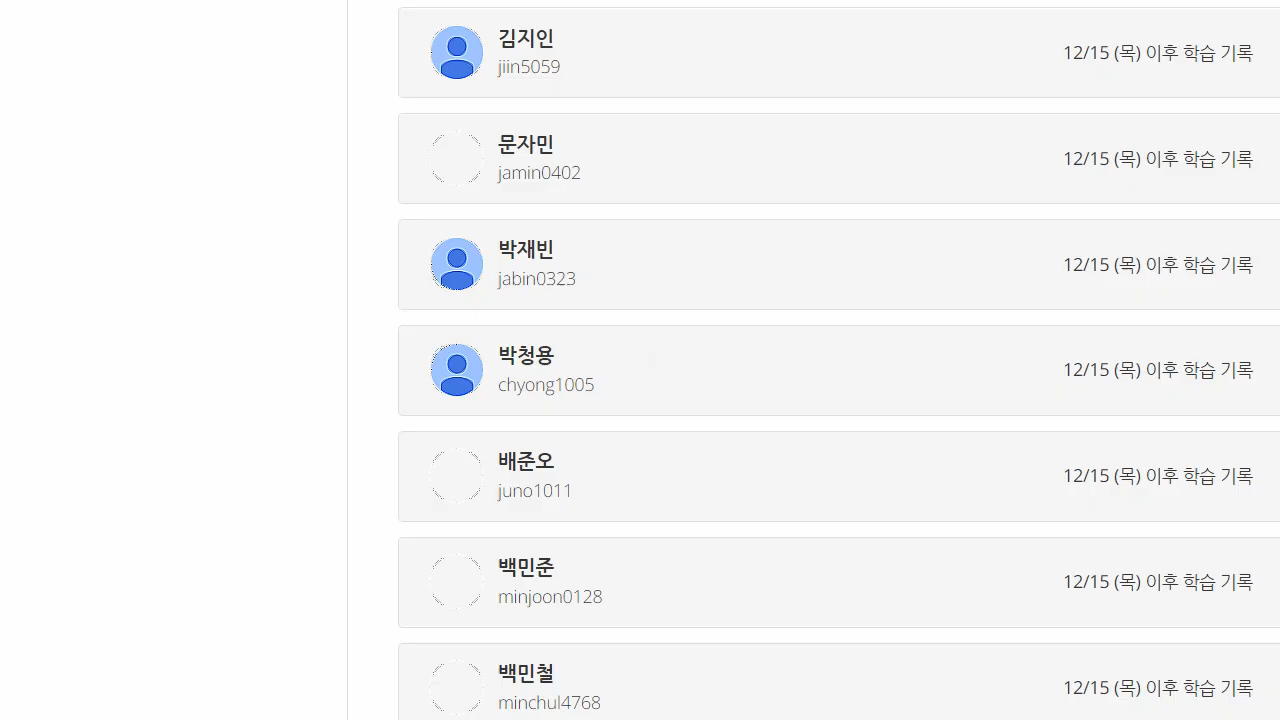 김지인
jiin5059
12/15 (목) 이후 학습 기록
문자민
jamin0402
12/15 (목) 이후 학습 기록
박재빈
jabin0323
12/15 (목) 이후 학습 기록
박청용
chyong1005
12/15 (목) 이후 학습 기록
배준오
juno1011
12/15 (목) 이후 학습 기록
백민준
minjoon0128
12/15 (목) 이후 학습 기록
백민철
minchul4768
12/15 (목) 이후 학습 기록